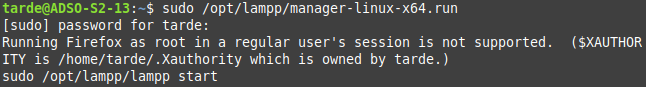 tarde@ADSO-S2-13:~$ sudo /opt/lampp/manager-linux-x64.run
[sudo] password for tarde:
Running Firefox as root in a regular user's session is not supported.  ($XAUTHOR
ITY is /home/tarde/.Xauthority which is owned by tarde.)
sudo /opt/lampp/lampp start